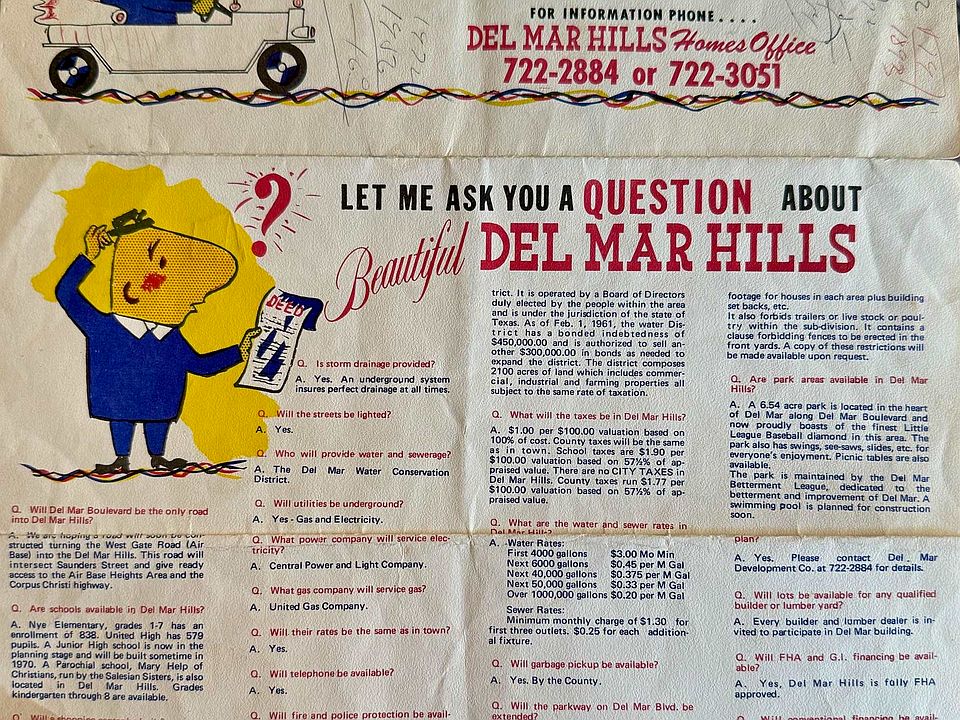 FOR INFORMATION PHONE....
DEL MAR HILLS Homes Office
722-2884 or 722-3051
?
LET ME ASK YOU A QUESTION ABOUT
Beautiful DEL MAR HILLS
DEED
Q. Will Del Mar Boulevard be the only road
into Del Mar Hills?
A. We are hoping a road will soon be con-
structed turning the West Gate Road (Air
Base) into the Del Mar Hills. This road will
intersect Saunders Street and give ready
access to the Air Base Heights Area and the
Corpus Christi highway.
Q. Are schools available in Del Mar Hills?
A. Nye Elementary, grades 1-7 has an
enrollment of 838. United High has 579
pupils. A Junior High school is now in the
planning stage and will be built sometime in
1970. A Parochial school, Mary Help of
Christians, run by the Salesian Sisters, is also
located in Del Mar Hills. Grades
kindergarten through 8 are available.
Q. Is storm drainage provided?
A. Yes. An underground system
insures perfect drainage at all times.
Q. Will the streets be lighted?
A. Yes.
Q. Who will provide water and sewerage?
A. The Del Mar Water Conservation
District.
Q. Will utilities be underground?
A. Yes - Gas and Electricity.
Q. What power company will service elec-
tricity?
A. Central Power and Light Company.
Q. What gas company will service gas?
A. United Gas Company.
Q. Will their rates be the same as in town?
A. Yes.
Q. Will telephone be available?
A. Yes.
Q. Will fire and police protection be avail-
trict. It is operated by a Board of Directors
duly elected by the people within the area
and is under the jurisdiction of the state of
Texas. As of Feb. 1, 1961, the water Dis-
trict has a bonded indebtedness of
$450,000.00 and is authorized to sell an-
other $300,000.00 in bonds as needed to
expand the district. The district composes
2100 acres of land which includes commer-
cial, industrial and farming properties all
subject to the same rate of taxation.
Q. What will the taxes be in Del Mar Hills?
A. $1.00 per $100.00 valuation based on
100% of cost. County taxes will be the same
as in town. School taxes are $1.90 per
$100.00 valuation based on 57½% of ap-
praised value. There are no CITY TAXES in
Del Mar Hills. County taxes run $1.77 per
$100.00 valuation based on 57½% of ap-
praised value.
Q. What are the water and sewer rates in
Del Mar Hills?
A. Water Rates:
First 4000 gallons $3.00 Mo Min
Next 6000 gallons $0.45 per M Gal
Next 40,000 gallons $0.375 per M Gal
Next 50,000 gallons $0.33 per M Gal
Over 1000,000 gallons $0.20 per M Gal
Sewer Rates:
Minimum monthly charge of $1.30 for
first three outlets. $0.25 for each addition-
al fixture.
Q. Will garbage pickup be available?
A. Yes. By the County.
Q. Will the parkway on Del Mar Blvd. be
extended?
footage for houses in each area plus building
set backs, etc.
It also forbids trailers or live stock or poul-
try within the sub-division. It contains a
clause forbidding fences to be erected in the
front yards. A copy of these restrictions will
be made available upon request.
Q. Are park areas available in Del Mar
Hills?
A. A 6.54 acre park is located in the heart
of Del Mar along Del Mar Boulevard and
now proudly boasts of the finest Little
League Baseball diamond in this area. The
park also has swings, see-saws, slides, etc. for
everyone's enjoyment. Picnic tables are also
available.
The park is maintained by the Del Mar
Betterment League, dedicated to the
betterment and improvement of Del Mar. A
swimming pool is planned for construction
soon.
plan?
A. Yes. Please contact Del Mar
Development Co. at 722-2884 for details.
Q. Will lots be available for any qualified
builder or lumber yard?
A. Every builder and lumber dealer is in-
vited to participate in Del Mar building.
Q. Will FHA and G.I. financing be avail-
able?
A. Yes, Del Mar Hills is fully FHA
approved.